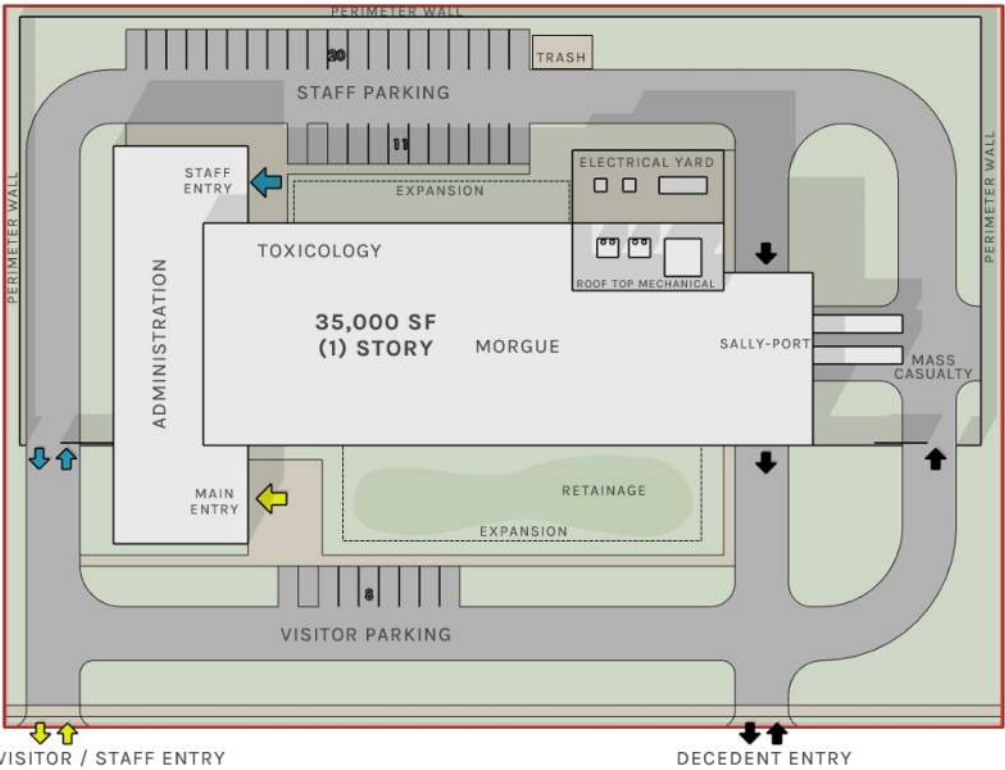 PERIMETER WALL
20
TRASH
STAFF PARKING
11
STAFF
ENTRY
EXPANSION
ELECTRICAL YARD
PERIMETER WALL
PERIMETER WALL
TOXICOLOGY
ROOF TOP MECHANICAL
ADMINISTRATION
35,000 SF
(1) STORY
MORGUE
SALLY-PORT
MASS
CASUALTY
MAIN
ENTRY
RETAINAGE
EXPANSION
8
VISITOR PARKING
VISITOR / STAFF ENTRY
DECEDENT ENTRY